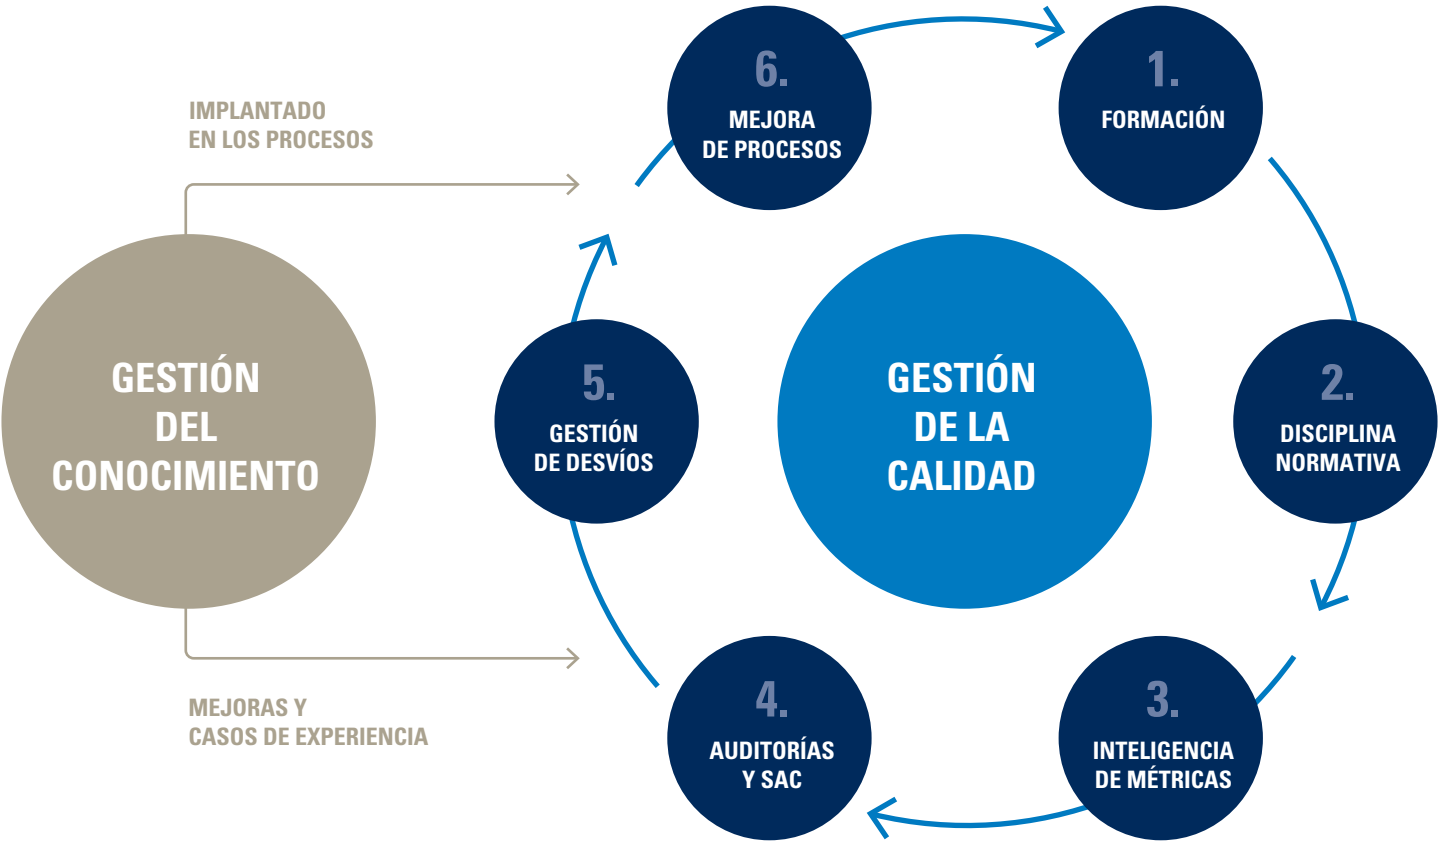 IMPLANTADO
EN LOS PROCESOS
GESTIÓN
DEL
CONOCIMIENTO
MEJORAS Y
CASOS DE EXPERIENCIA
GESTIÓN
DE LA
CALIDAD
1.
FORMACIÓN
2.
DISCIPLINA
NORMATIVA
3.
INTELIGENCIA
DE MÉTRICAS
4.
AUDITORÍAS
Y SAC
5.
GESTIÓN
DE DESVÍOS
6.
MEJORA
DE PROCESOS